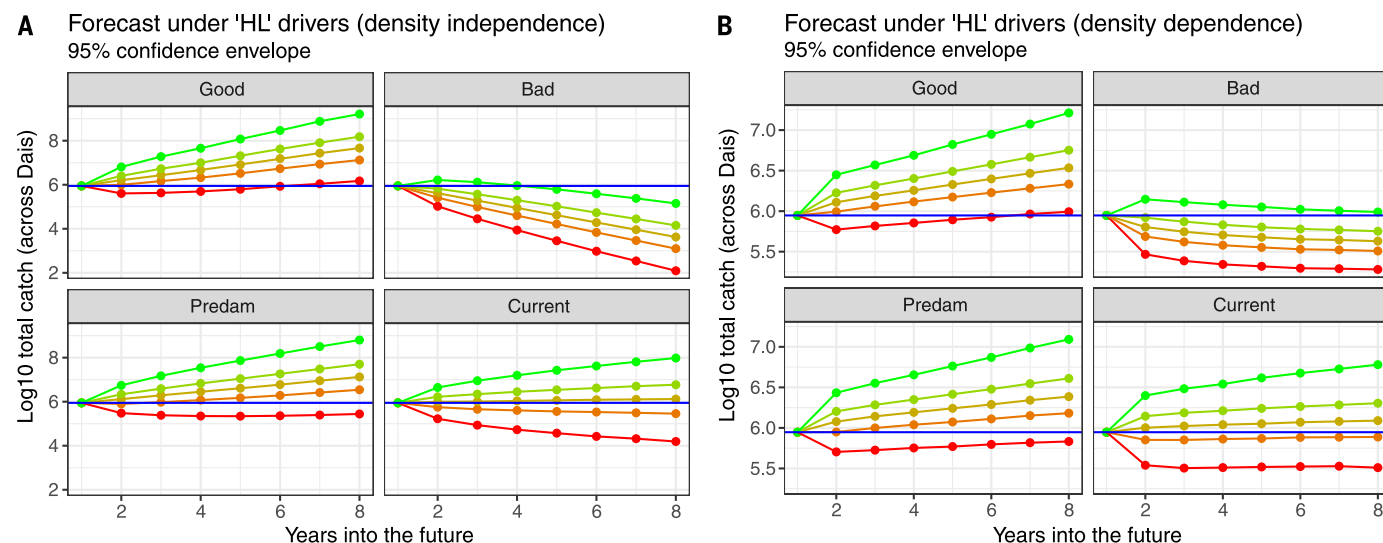 A
Forecast under 'HL' drivers (density independence)
95% confidence envelope
Good
Bad
8
6
4
2
Predam
Current
8
6
4
2
2
4
6
8
2
4
6
8
Log10 total catch (across Dais)
Years into the future
B
Forecast under 'HL' drivers (density dependence)
95% confidence envelope
Good
Bad
7.0
6.5
6.0
5.5
Predam
Current
7.0
6.5
6.0
5.5
2
4
6
8
2
4
6
8
Log10 total catch (across Dais)
Years into the future